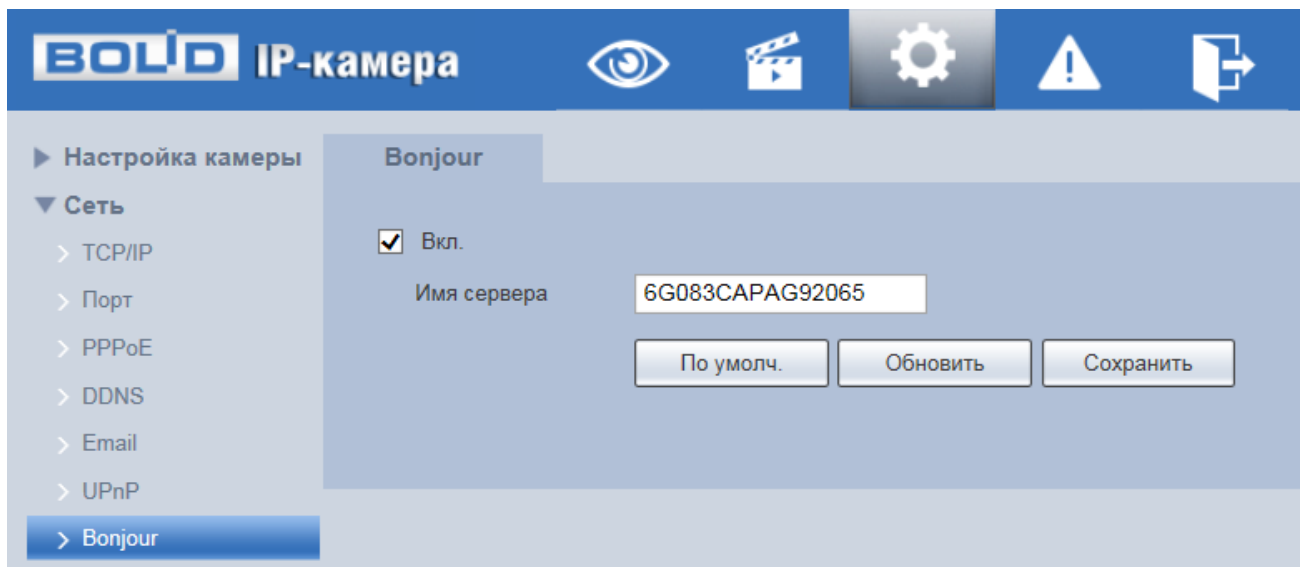 BOLID IP-камера
Настройка камеры
Bonjour
Сеть
TCP/IP
Вкл.
Порт
Имя сервера
6G083CAPAG92065
PPPoE
По умолч.
Обновить
Сохранить
DDNS
Email
UPnP
Bonjour